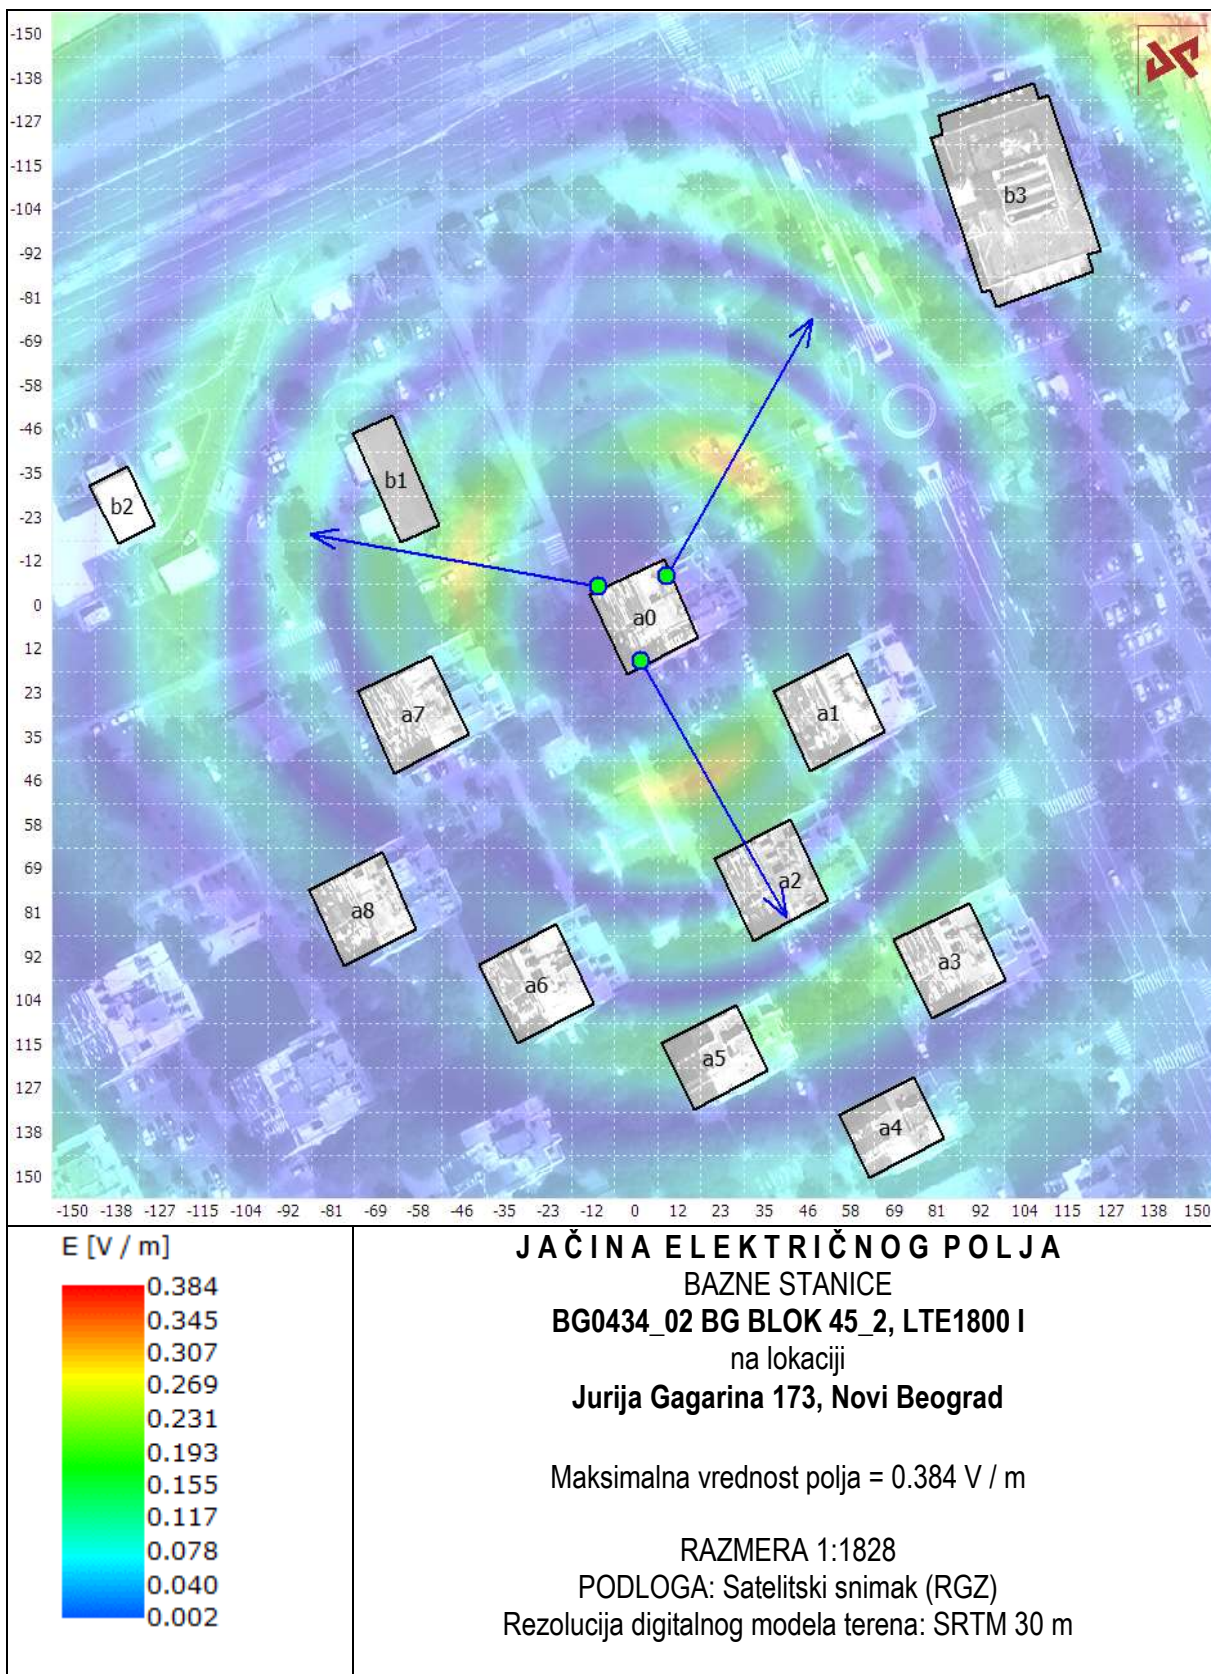 -150
-138
-127
-115
-104
-92
-81
-69
-58
-46
-35
-23
-12
0
12
23
35
46
58
69
81
92
104
115
127
138
150
b3
b1
b2
a0
a1
a7
a2
a8
a3
a6
a5
a4
-150 -138 -127 -115 -104 -92 -81 -69 -58 -46 -35 -23 -12 0 12 23 35 46 58 69 81 92 104 115 127 138 150
E [V / m]
0.384
0.345
0.307
0.269
0.231
0.193
0.155
0.117
0.078
0.040
0.002
JAČINA ELEKTRIČNOG POLJA
BAZNE STANICE
BG0434_02 BG BLOK 45_2, LTE1800 I
na lokaciji
Jurija Gagarina 173, Novi Beograd
Maksimalna vrednost polja = 0.384 V / m
RAZMERA 1:1828
PODLOGA: Satelitski snimak (RGZ)
Rezolucija digitalnog modela terena: SRTM 30 m